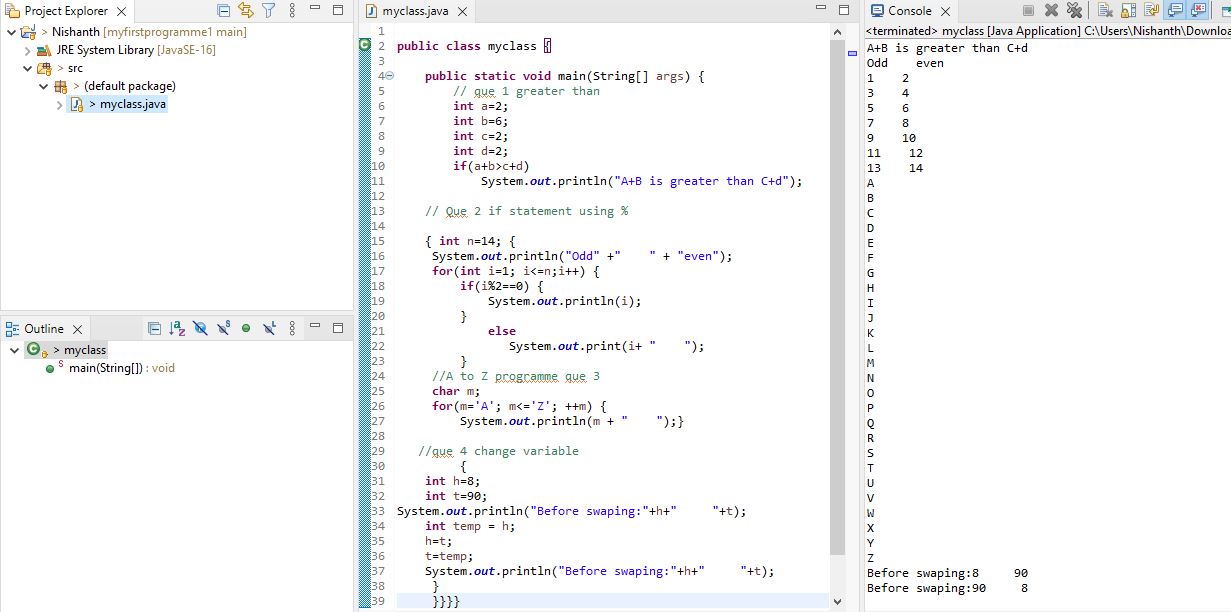 Project Explorer
> Nishanth [myfirstprogramme1 main]
JRE System Library [JavaSE-16]
> src
> (default package)
> myclass.java
Outline
> myclass
main(String[]) : void
myclass.java
1
2 public class myclass {
3
4 public static void main(String[] args) {
5 // que 1 greater than
6 int a=2;
7 int b=6;
8 int c=2;
9 int d=2;
10 if(a+b>c+d)
11 System.out.println("A+B is greater than C+d");
12
13 // Que 2 if statement using %
14
15 { int n=14; {
16 System.out.println("Odd" +"    " + "even");
17 for(int i=1; i<=n;i++) {
18 if(i%2==0) {
19 System.out.println(i);
20 }
21 else
22 System.out.print(i+ "    ");
23 }
24 //A to Z programme que 3
25 char m;
26 for(m='A'; m<='Z'; ++m) {
27 System.out.println(m + "    ");}
28
29 //que 4 change variable
30 {
31 int h=8;
32 int t=90;
33 System.out.println("Before swaping:"+h+"     "+t);
34 int temp = h;
35 h=t;
36 t=temp;
37 System.out.println("Before swaping:"+h+"     "+t);
38 }
39 }}}}
Console
<terminated> myclass [Java Application] C:\Users\Nishanth\Downloa
A+B is greater than C+d
Odd    even
1    2
3    4
5    6
7    8
9    10
11    12
13    14
A
B
C
D
E
F
G
H
I
J
K
L
M
N
O
P
Q
R
S
T
U
V
W
X
Y
Z
Before swaping:8     90
Before swaping:90     8